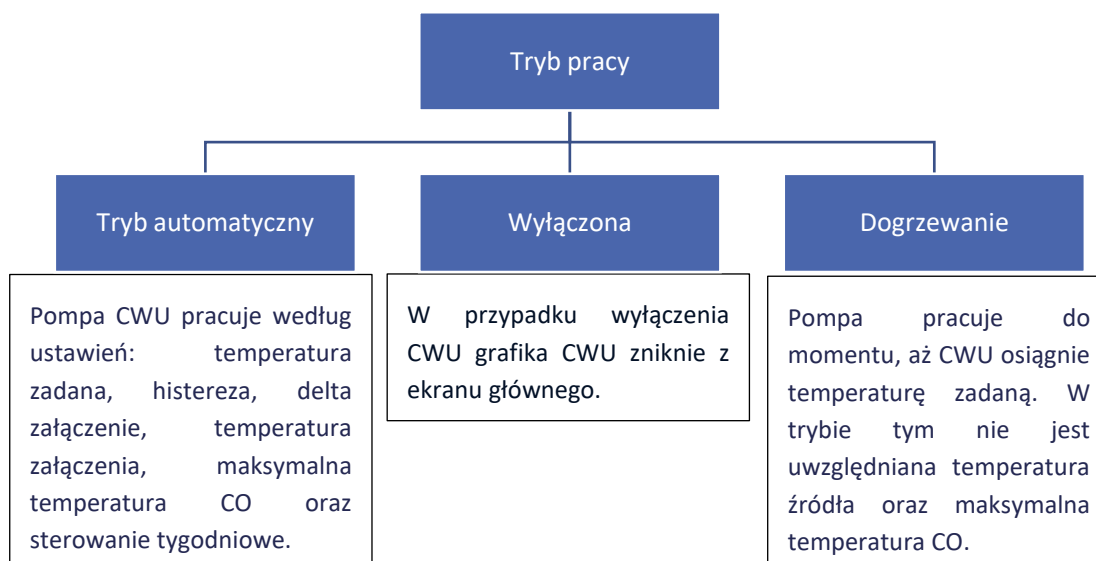 Tryb pracy
Tryb automatyczny
Wyłączona
Dogrzewanie
Pompa CWU pracuje według
ustawień: temperatura
zadana, histereza, delta
załączenie, temperatura
załączenia, maksymalna
temperatura CO oraz
sterowanie tygodniowe.
W przypadku wyłączenia
CWU grafika CWU zniknie z
ekranu głównego.
Pompa pracuje do
momentu, aż CWU osiągnie
temperaturę zadaną. W
trybie tym nie jest
uwzględniana temperatura
źródła oraz maksymalna
temperatura CO.